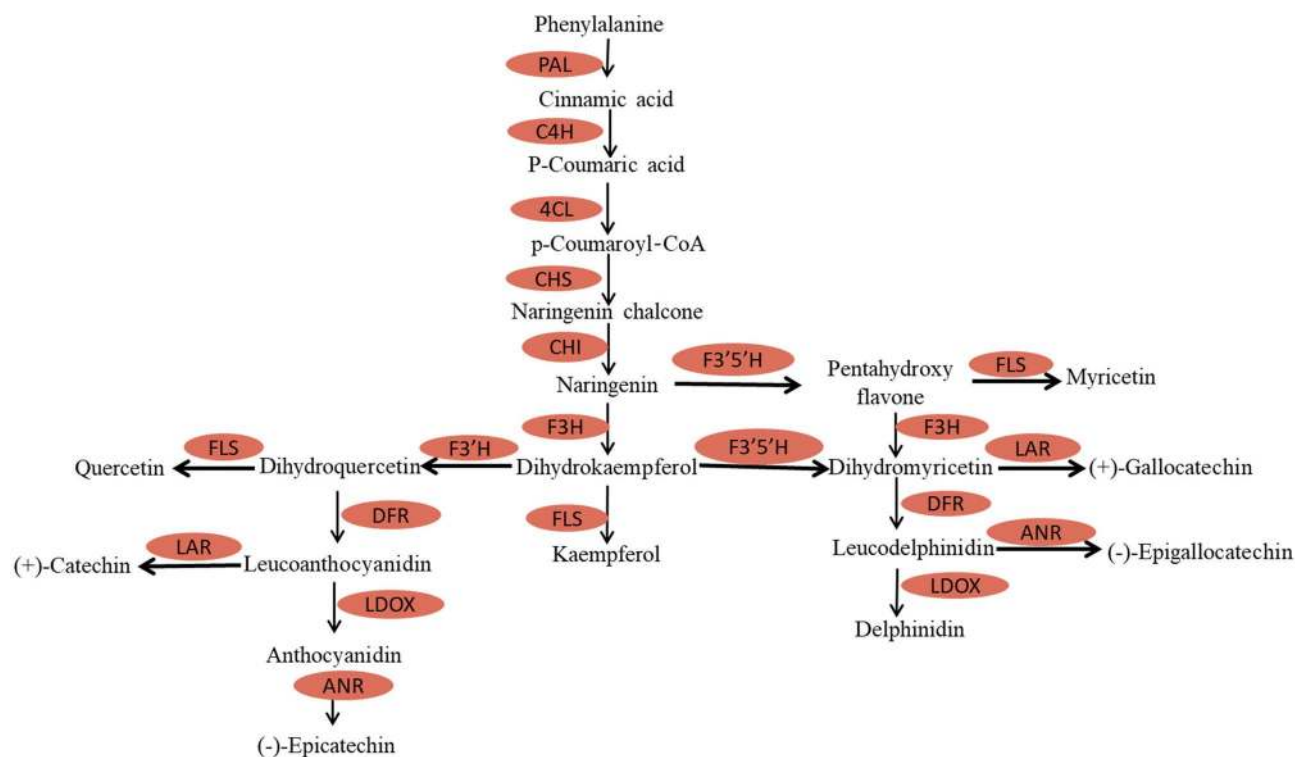 Phenylalanine
PAL
Cinnamic acid
C4H
P-Coumaric acid
4CL
p-Coumaroyl-CoA
CHS
Naringenin chalcone
CHI
F3'5'H
Naringenin
Pentahydroxy
flavone
FLS
Myricetin
F3H
F3H
FLS
F3'H
F3'5'H
LAR
Quercetin
Dihydroquercetin
Dihydrokaempferol
Dihydromyricetin
(+)-Gallocatechin
DFR
FLS
DFR
Kaempferol
LAR
ANR
(+)-Catechin
Leucoanthocyanidin
Leucodelphinidin
(-)-Epigallocatechin
LDOX
LDOX
Delphinidin
Anthocyanidin
ANR
(-)-Epicatechin